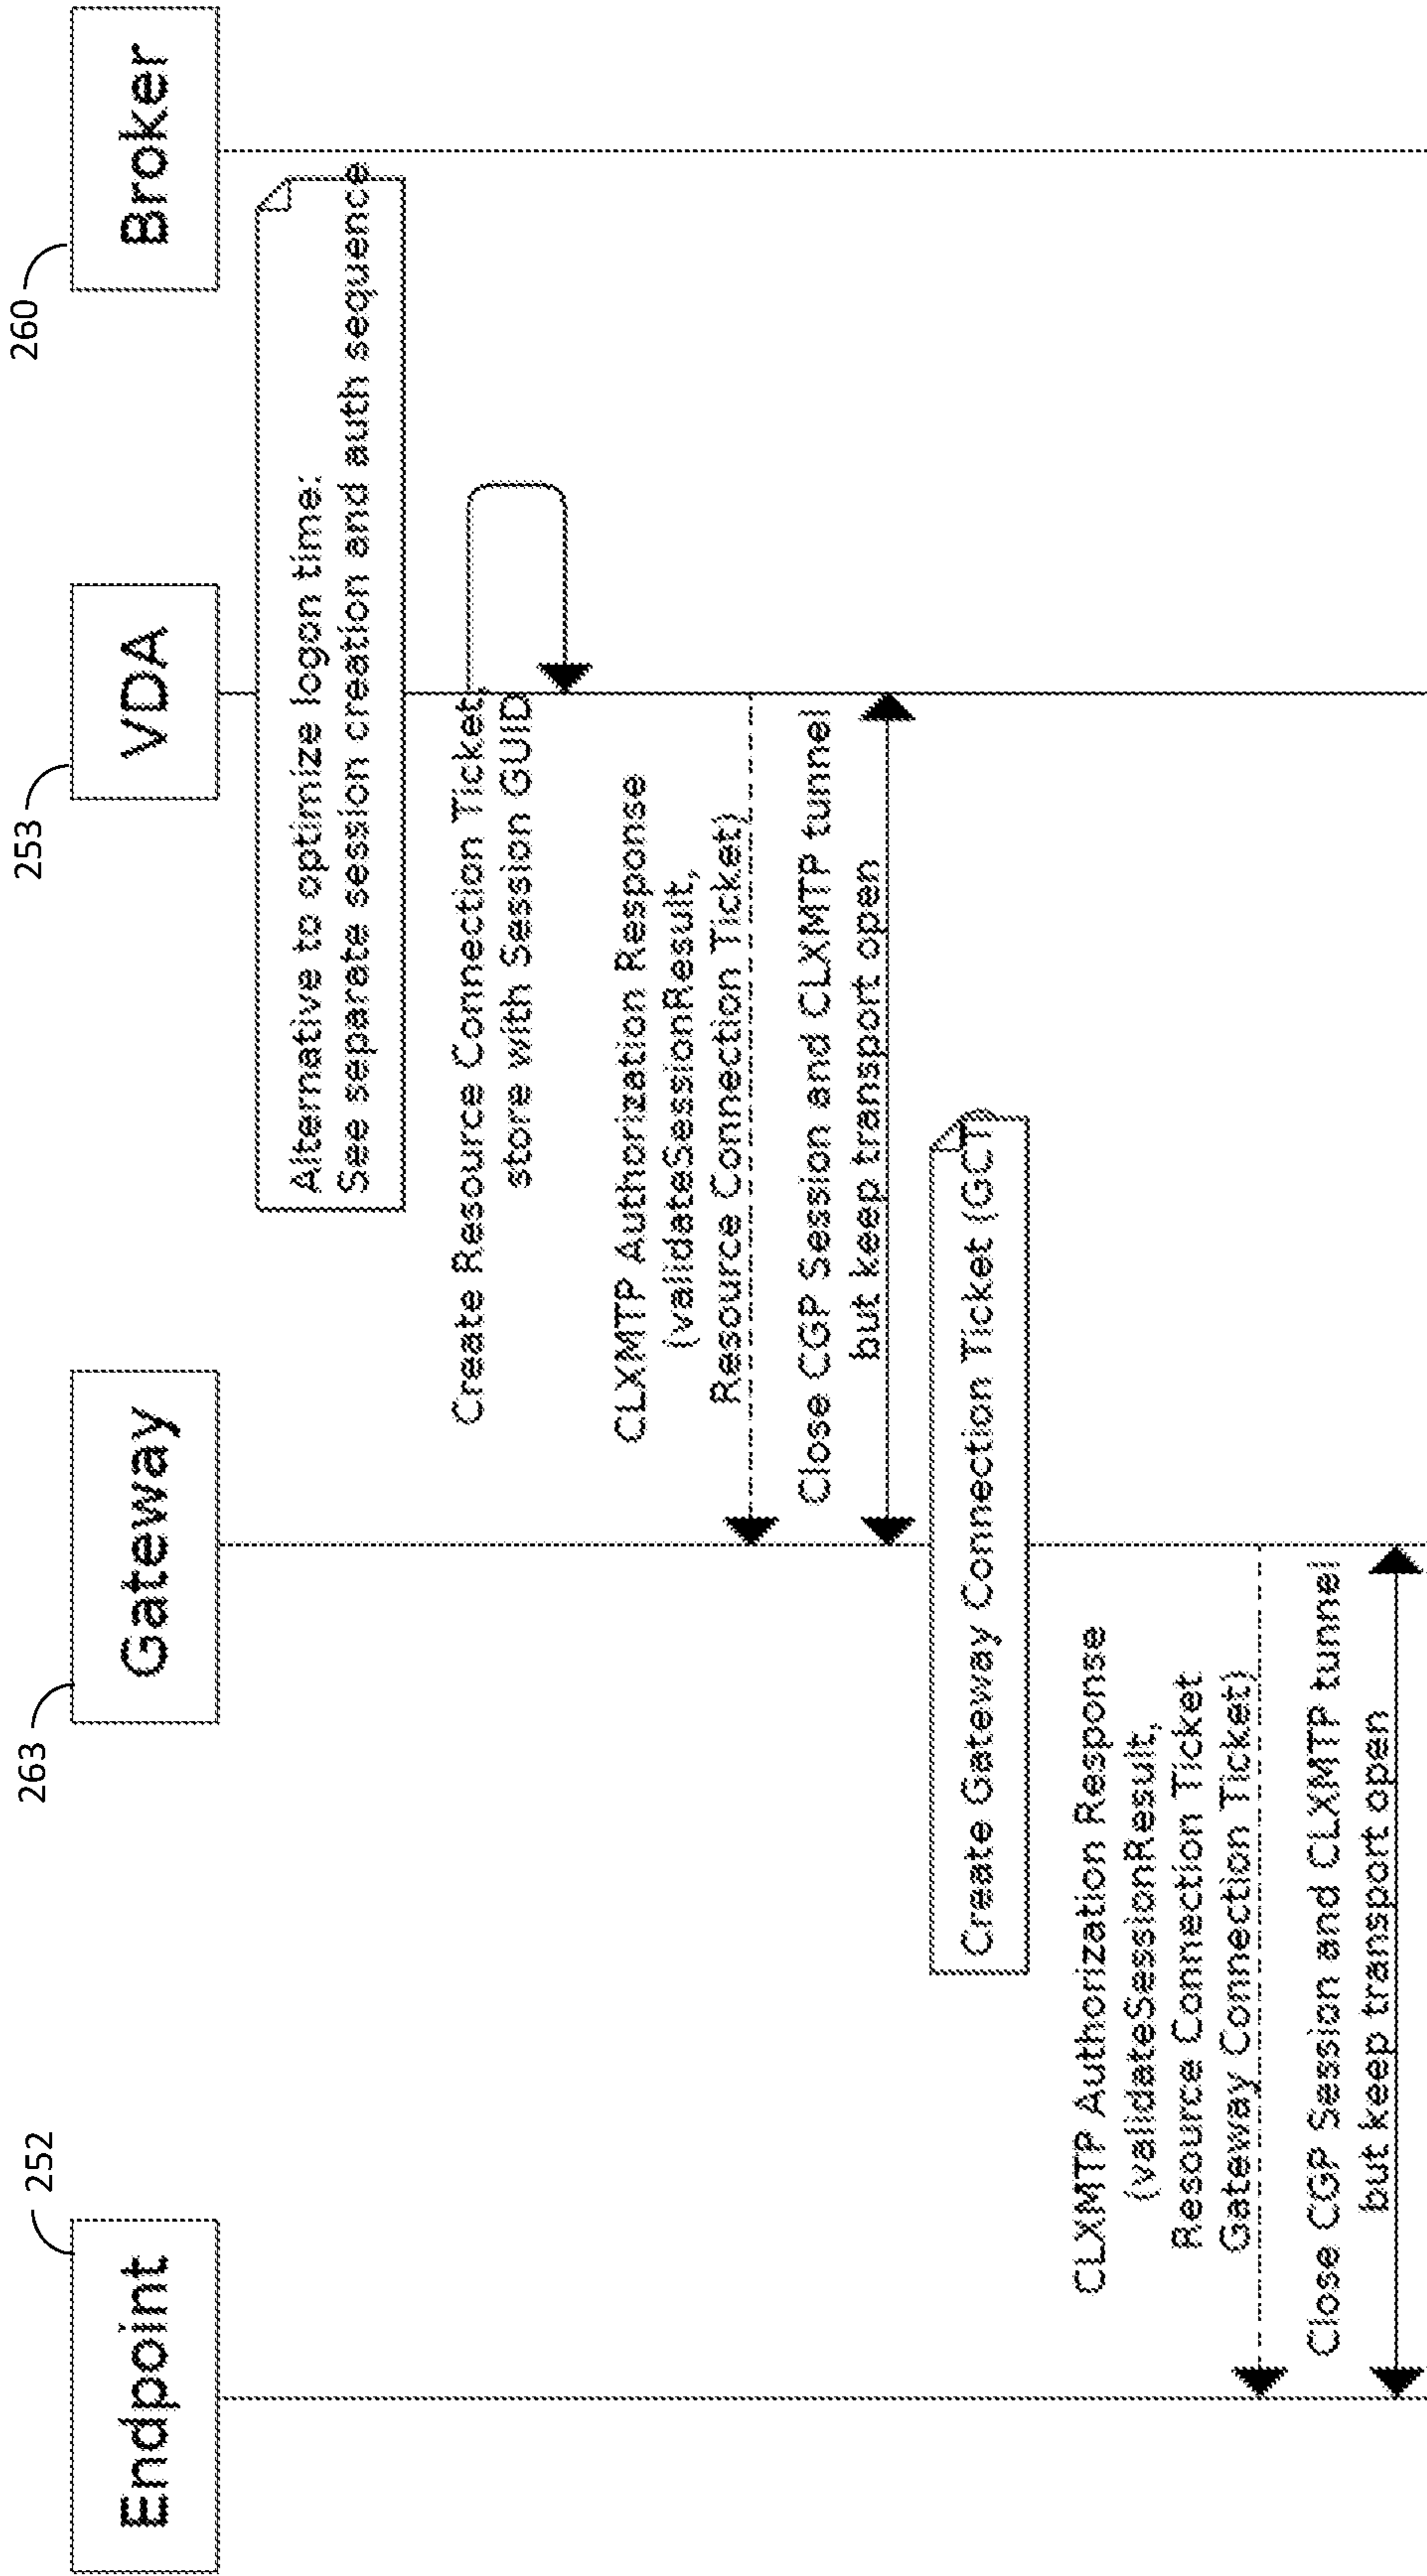 252
Endpoint
263
Gateway
253
VDA
260
Broker
Alternative to optimize logon time:
See separate session creation and auth sequence
Create Resource Connection Ticket,
store with Session GUID
CLXMTP Authorization Response
(validateSessionResult,
Resource Connection Ticket)
Close CGP Session and CLXMTP tunnel
but keep transport open
Create Gateway Connection Ticket (GCT)
CLXMTP Authorization Response
(validateSessionResult,
Resource Connection Ticket
Gateway Connection Ticket)
Close CGP Session and CLXMTP tunnel
but keep transport open